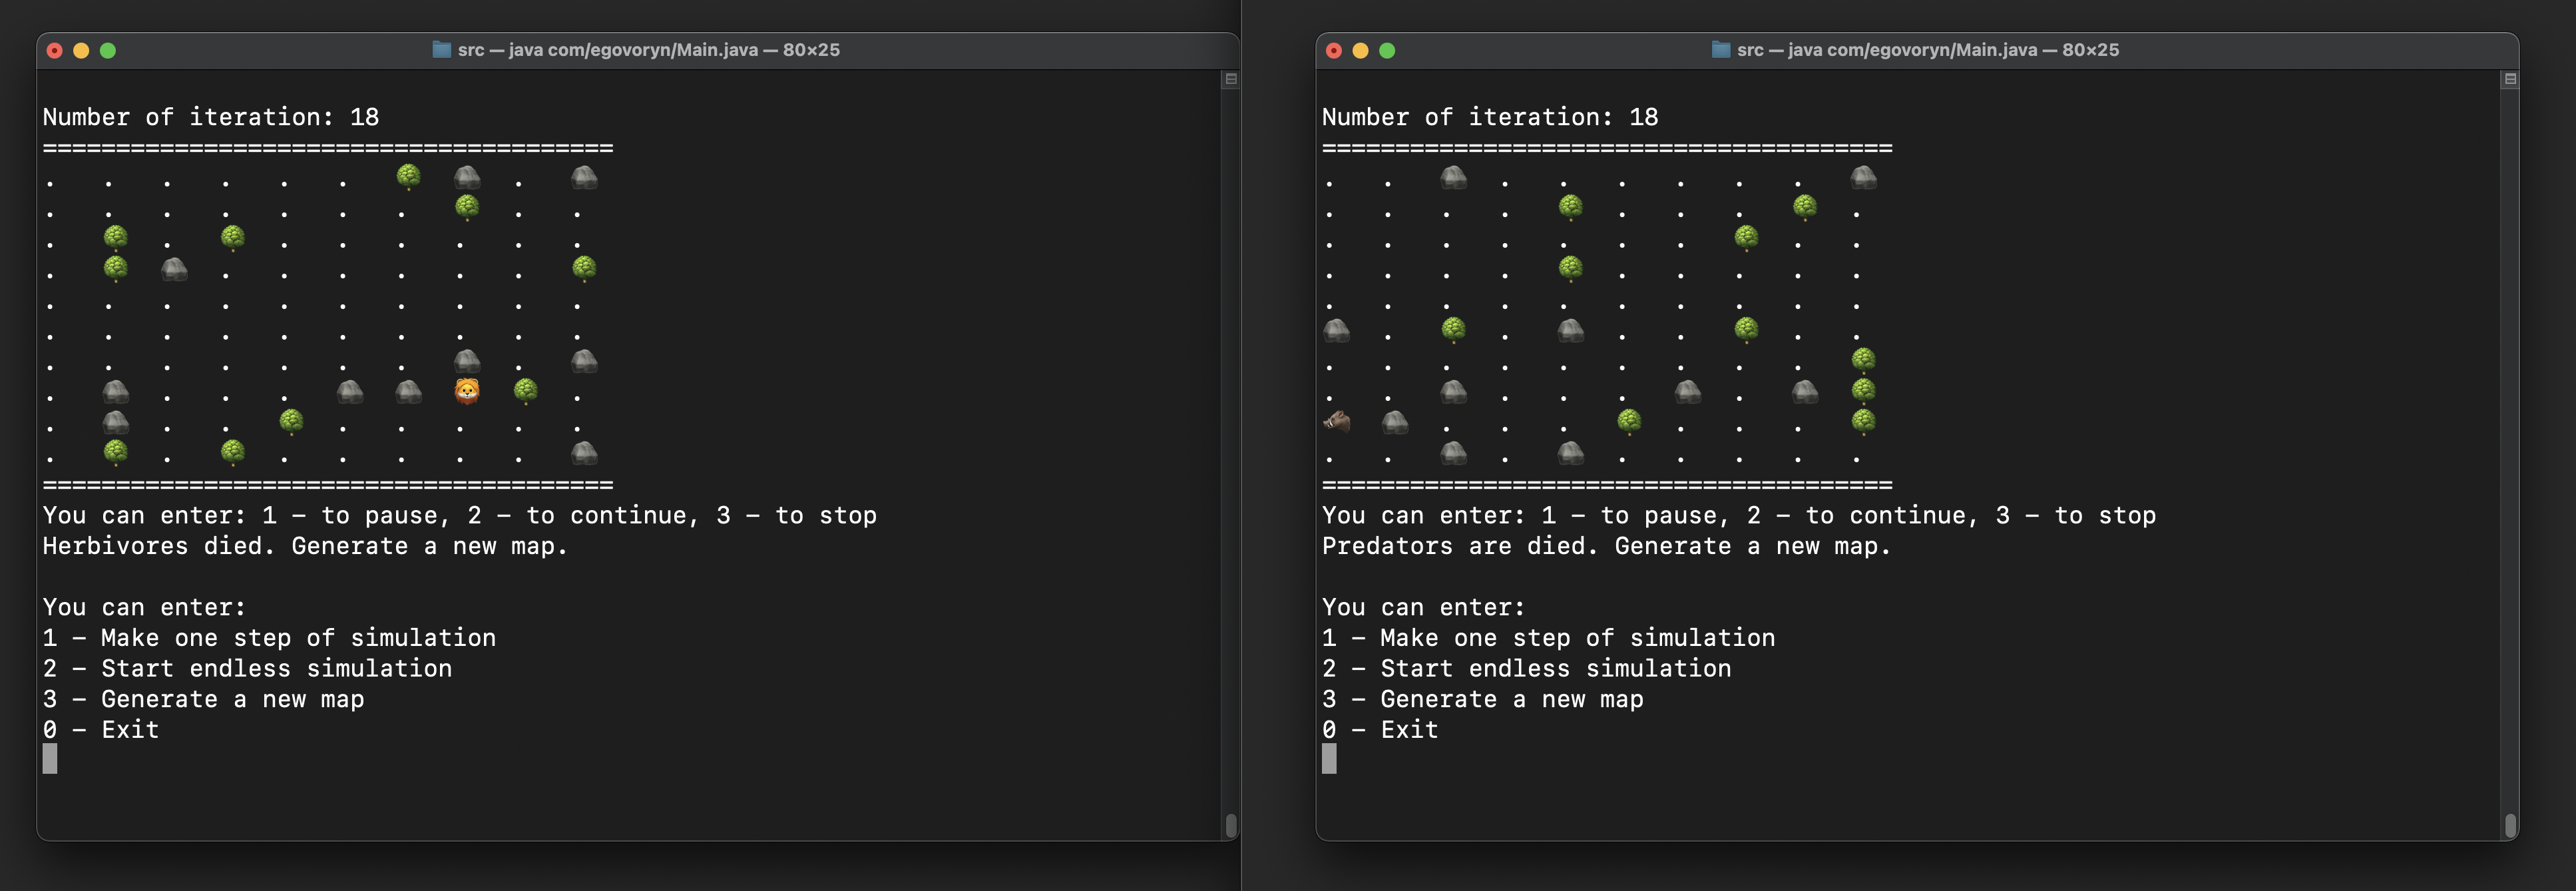 src — java com/egovoryn/Main.java — 80×25
Number of iteration: 18
=======================================
. . . . . . 🌳 🪨 . 🪨
. . . . . . . 🌳 . .
. 🌳 . 🌳 . . . . . .
. 🌳 🪨 . . . . . . 🌳
. . . . . . . . . .
. . . . . . . . . .
. . . . . . . 🪨 . 🪨
. 🪨 . . . 🪨 🪨 🦁 🌳 .
. 🪨 . . 🌳 . . . . .
. 🌳 . 🌳 . . . . . 🪨
=======================================
You can enter: 1 – to pause, 2 – to continue, 3 – to stop
Herbivores died. Generate a new map.
You can enter:
1 – Make one step of simulation
2 – Start endless simulation
3 – Generate a new map
0 – Exit
src — java com/egovoryn/Main.java — 80×25
Number of iteration: 18
=======================================
. . 🪨 . . . . . . 🪨
. . . . 🌳 . . . 🌳 .
. . . . . . . 🌳 . .
. . . . 🌳 . . . . .
. . . . . . . . . .
🪨 . 🌳 . 🪨 . . 🌳 . .
. . . . . . . . . 🌳
. . 🪨 . . . 🪨 . 🪨 🌳
🐗 🪨 . . . 🌳 . . . 🌳
. . 🪨 . 🪨 . . . . .
=======================================
You can enter: 1 – to pause, 2 – to continue, 3 – to stop
Predators are died. Generate a new map.
You can enter:
1 – Make one step of simulation
2 – Start endless simulation
3 – Generate a new map
0 – Exit